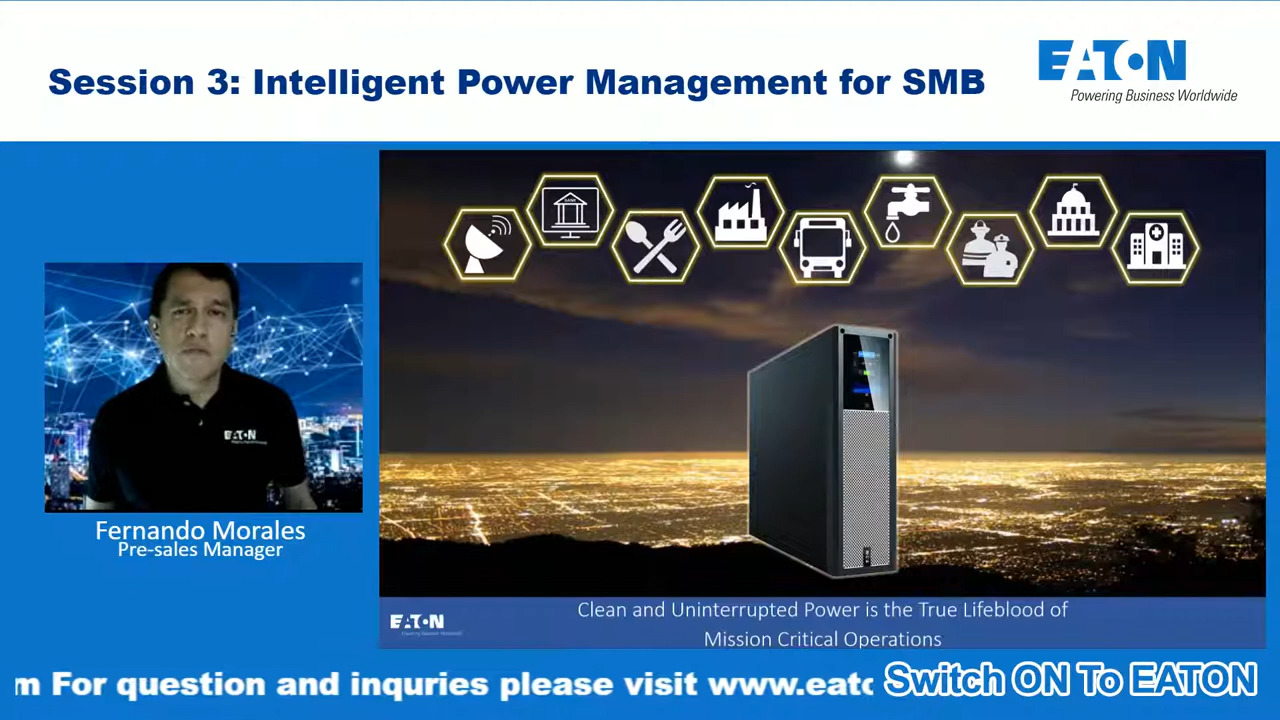 Session 3: Intelligent Power Management for SMB
EATON
Powering Business Worldwide
BANK
EATON
Fernando Morales
Pre-sales Manager
EATON
Clean and Uninterrupted Power is the True Lifeblood of
Mission Critical Operations
m For question and inquries please visit www.eatc
Switch ON To EATON